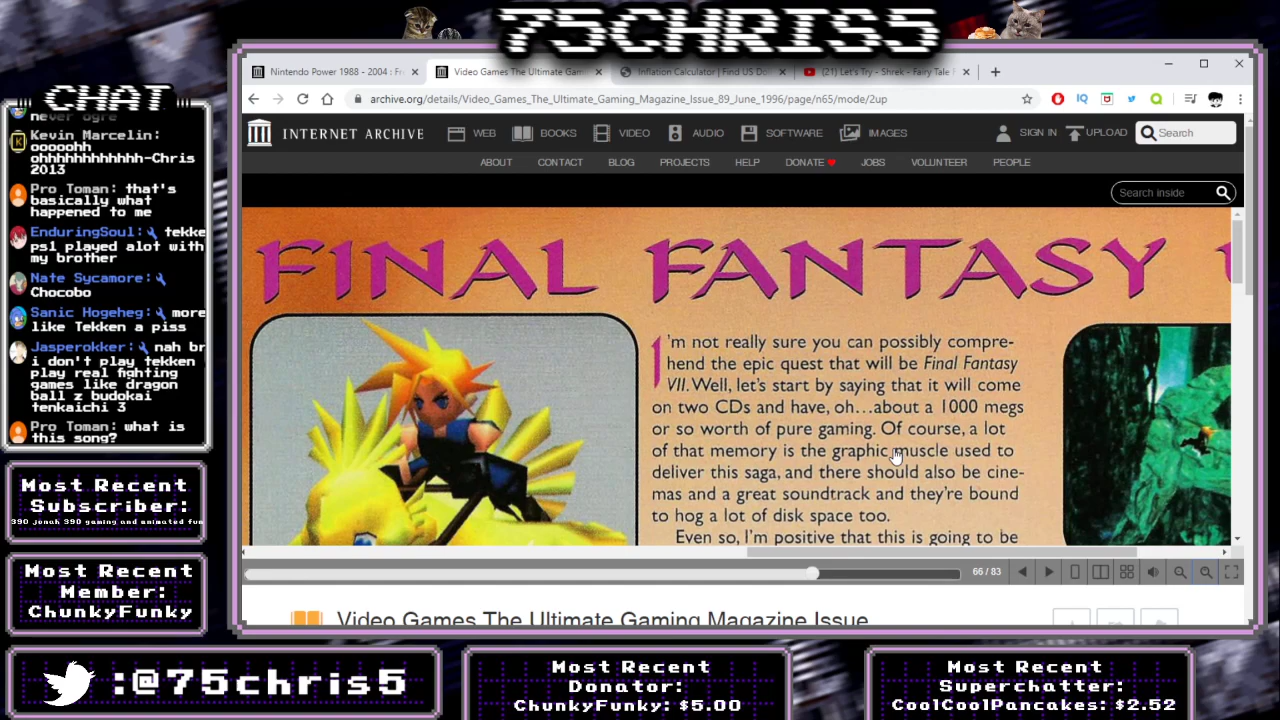 75CHRIS5
CHAT
never ogre
Kevin Marcelin:
ooooohh
ohhhhhhhhhhhh-Chris
2013
Pro Toman: that's
basically what
happened to me
EnduringSoul: tekke
ps1 played alot with
my brother
Nate Sycamore:
Chocobo
Sanic Hogeheg: more
like Tekken a piss
Jasperokker: nah br
i don't play tekken
play real fighting
games like dragon
ball z budokai
tenkaichi 3
Pro Toman: what is
this song?
Most Recent
Subscriber:
390 jonah 390 gaming and animated fun
Most Recent
Member:
ChunkyFunky
:@75chris5
Most Recent
Donator:
ChunkyFunky: $5.00
Most Recent
Superchatter:
CoolCoolPancakes: $2.52
Nintendo Power 1988 - 2004 : Fr
Video Games The Ultimate Gam
Inflation Calculator | Find US Do
(21) Let's Try - Shrek - Fairy Tale F
archive.org/details/Video_Games_The_Ultimate_Gaming_Magazine_Issue_89_June_1996/page/n65/mode/2up
INTERNET ARCHIVE WEB BOOKS VIDEO AUDIO SOFTWARE IMAGES SIGN IN UPLOAD Search
ABOUT CONTACT BLOG PROJECTS HELP DONATE JOBS VOLUNTEER PEOPLE
Search inside
FINAL FANTASY
I'm not really sure you can possibly compre-
hend the epic quest that will be Final Fantasy
VII. Well, let's start by saying that it will come
on two CDs and have, oh...about a 1000 megs
or so worth of pure gaming. Of course, a lot
of that memory is the graphic muscle used to
deliver this saga, and there should also be cine-
mas and a great soundtrack and they're bound
to hog a lot of disk space too.
Even so, I'm positive that this is going to be
66 / 83
Video Games The Ultimate Gaming Magazine Issue